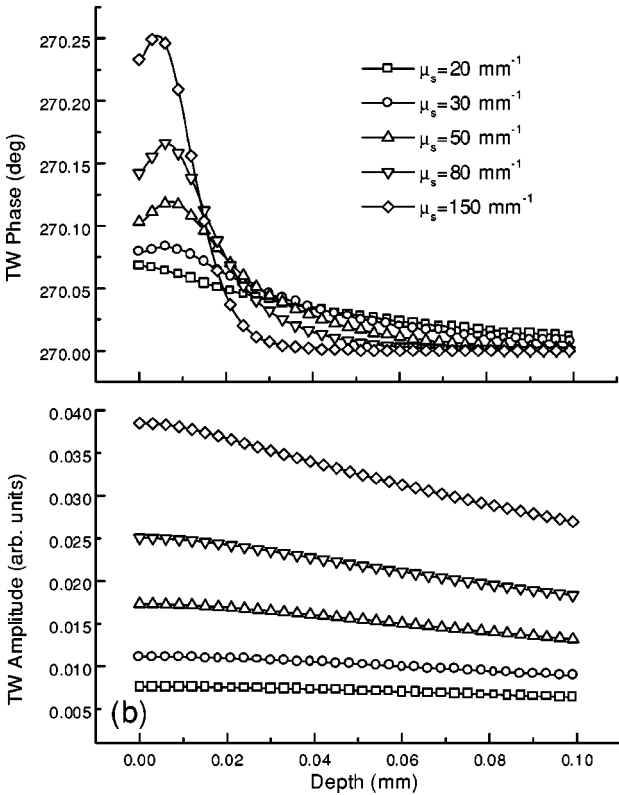 270.25
270.20
270.15
270.10
270.05
270.00
TW Phase (deg)
μs=20 mm-1
μs=30 mm-1
μs=50 mm-1
μs=80 mm-1
μs=150 mm-1
0.040
0.035
0.030
0.025
0.020
0.015
0.010
0.005
TW Amplitude (arb. units)
(b)
0.00 0.02 0.04 0.06 0.08 0.10
Depth (mm)